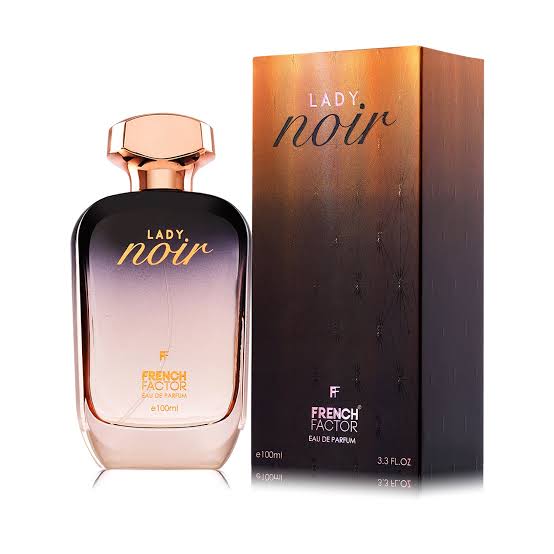 LADY
noir
FF
FRENCH
FACTOR
EAU DE PARFUM
e100ml
LADY
noir
FF
FRENCH®
FACTOR
EAU DE PARFUM
e100ml 3.3 FL.OZ